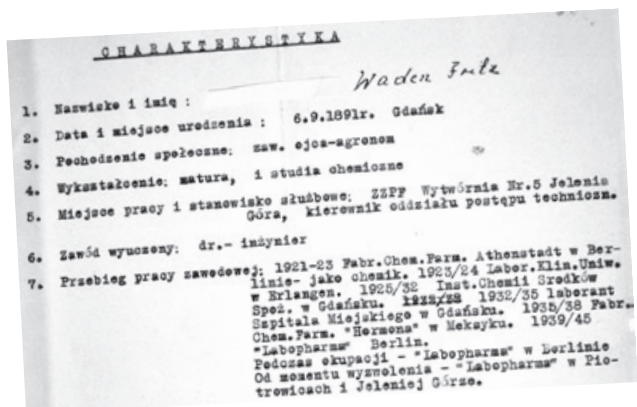 CHARAKTERYSTYKA
Waden Fritz
1. Nazwisko i imię :
2. Data i miejsce urodzenia : 6.9.1891r. Gdańsk
3. Pochodzenie społeczne; zaw. ojca-agronom
4. Wykształcenie; matura, i studia chemiczne
5. Miejsce pracy i stanowisko służbowe; ZZPF Wytwórnia Nr.5 Jelenia
Góra, kierownik oddziału postępu techniczn.
6. Zawód wyuczony; dr.- inżynier
7. Przebieg pracy zawodowej; 1921-23 Fabr.Chem.Farm. Athenstadt w Ber-
linie- jako chemik. 1923/24 Labor.Klin.Uniw.
w Erlangen. 1925/32 Inst.Chemii Srodków
Spoż. w Gdańsku. 1932/35 laborant
Szpitala Miejskiego w Gdańsku. 1935/38 Fabr.
Chem.Farm. "Hormona" w Meksyku. 1939/45
"Labopharma" Berlin.
Podczas okupacji - "Labopharma" w Berlinie
Od momentu wyzwolenia - "Labopharma" w Pio-
trowicach i Jeleniej Górze.